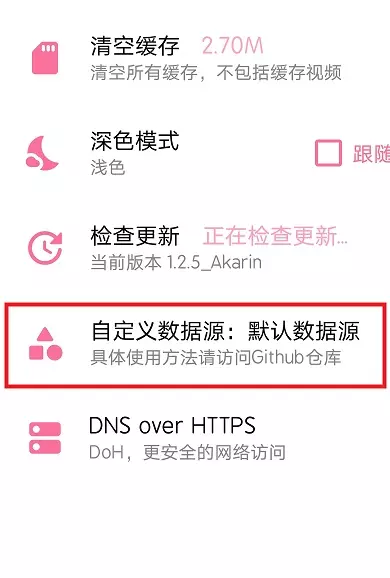 清空缓存 2.70M
清空所有缓存，不包括缓存视频
深色模式
浅色
跟随
检查更新 正在检查更新...
当前版本 1.2.5_Akarin
自定义数据源：默认数据源
具体使用方法请访问Github仓库
DNS over HTTPS
DoH，更安全的网络访问